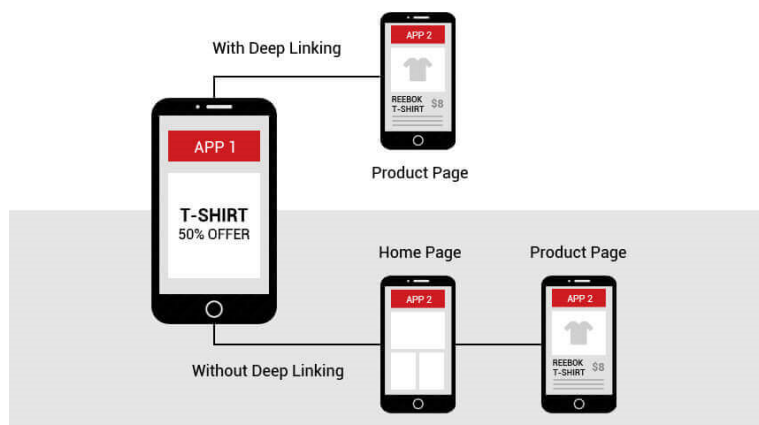 With Deep Linking
APP 2
REEBOK
T-SHIRT $8
Product Page
APP 1
T-SHIRT
50% OFFER
Home Page
Product Page
APP 2
APP 2
REEBOK
T-SHIRT $8
Without Deep Linking